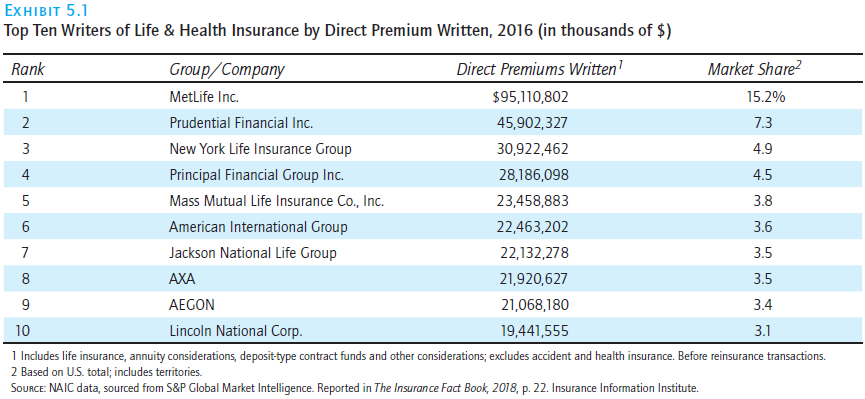 EXHIBIT 5.1
Top Ten Writers of Life & Health Insurance by Direct Premium Written, 2016 (in thousands of $)
Rank Group/Company Direct Premiums Written1 Market Share2
1 MetLife Inc. $95,110,802 15.2%
2 Prudential Financial Inc. 45,902,327 7.3
3 New York Life Insurance Group 30,922,462 4.9
4 Principal Financial Group Inc. 28,186,098 4.5
5 Mass Mutual Life Insurance Co., Inc. 23,458,883 3.8
6 American International Group 22,463,202 3.6
7 Jackson National Life Group 22,132,278 3.5
8 AXA 21,920,627 3.5
9 AEGON 21,068,180 3.4
10 Lincoln National Corp. 19,441,555 3.1
1 Includes life insurance, annuity considerations, deposit-type contract funds and other considerations; excludes accident and health insurance. Before reinsurance transactions.
2 Based on U.S. total; includes territories.
SOURCE: NAIC data, sourced from S&P Global Market Intelligence. Reported in The Insurance Fact Book, 2018, p. 22. Insurance Information Institute.